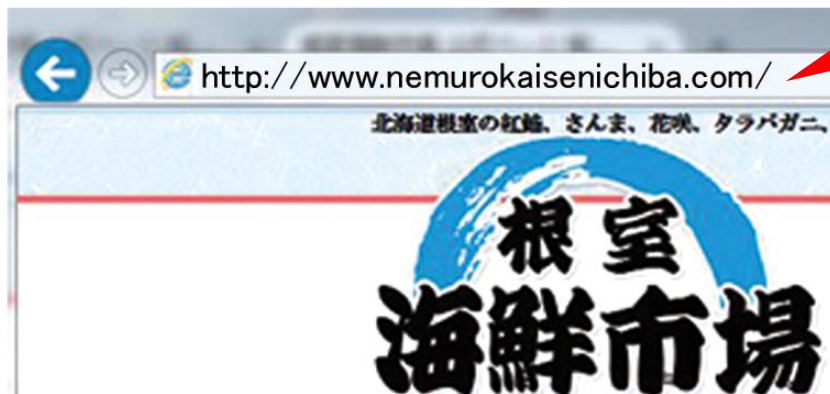 http://www.nemurokaisenichiba.com/
北海道根室の紅鮭、さんま、花咲、タラバガニ、
根室
海鮮市場